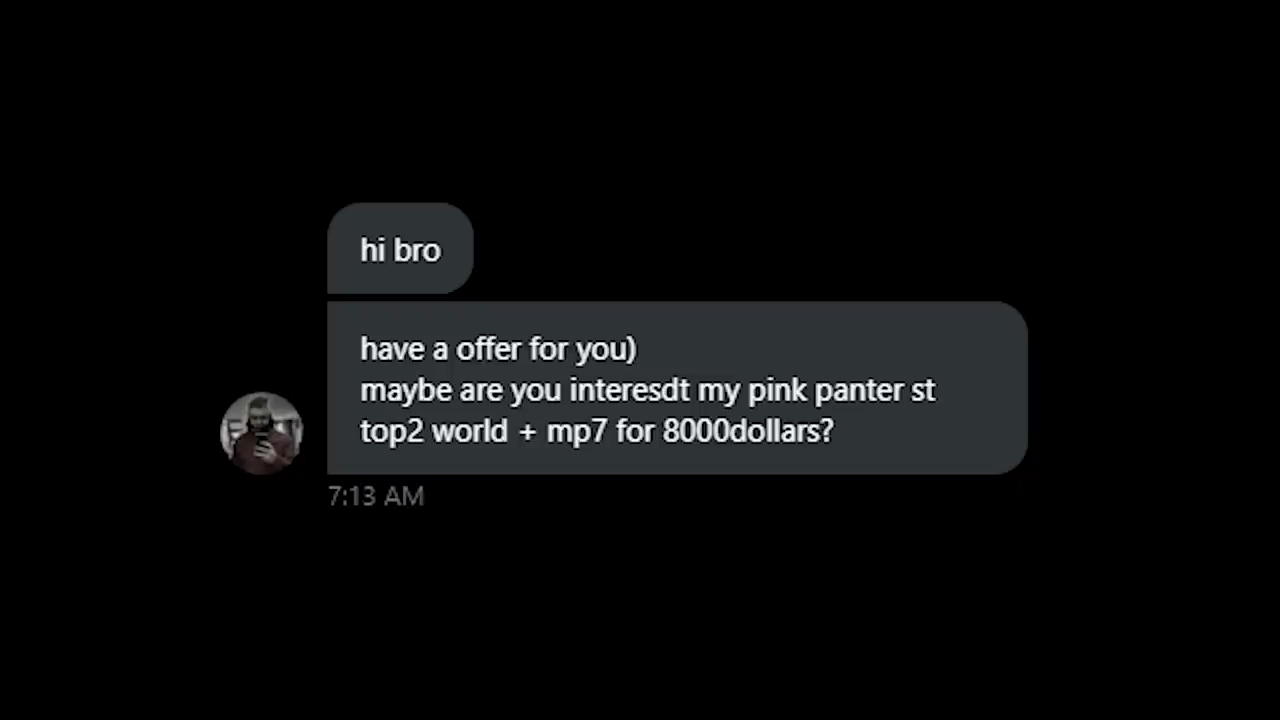 hi bro
have a offer for you)
maybe are you interesdt my pink panter st
top2 world + mp7 for 8000dollars?
7:13 AM